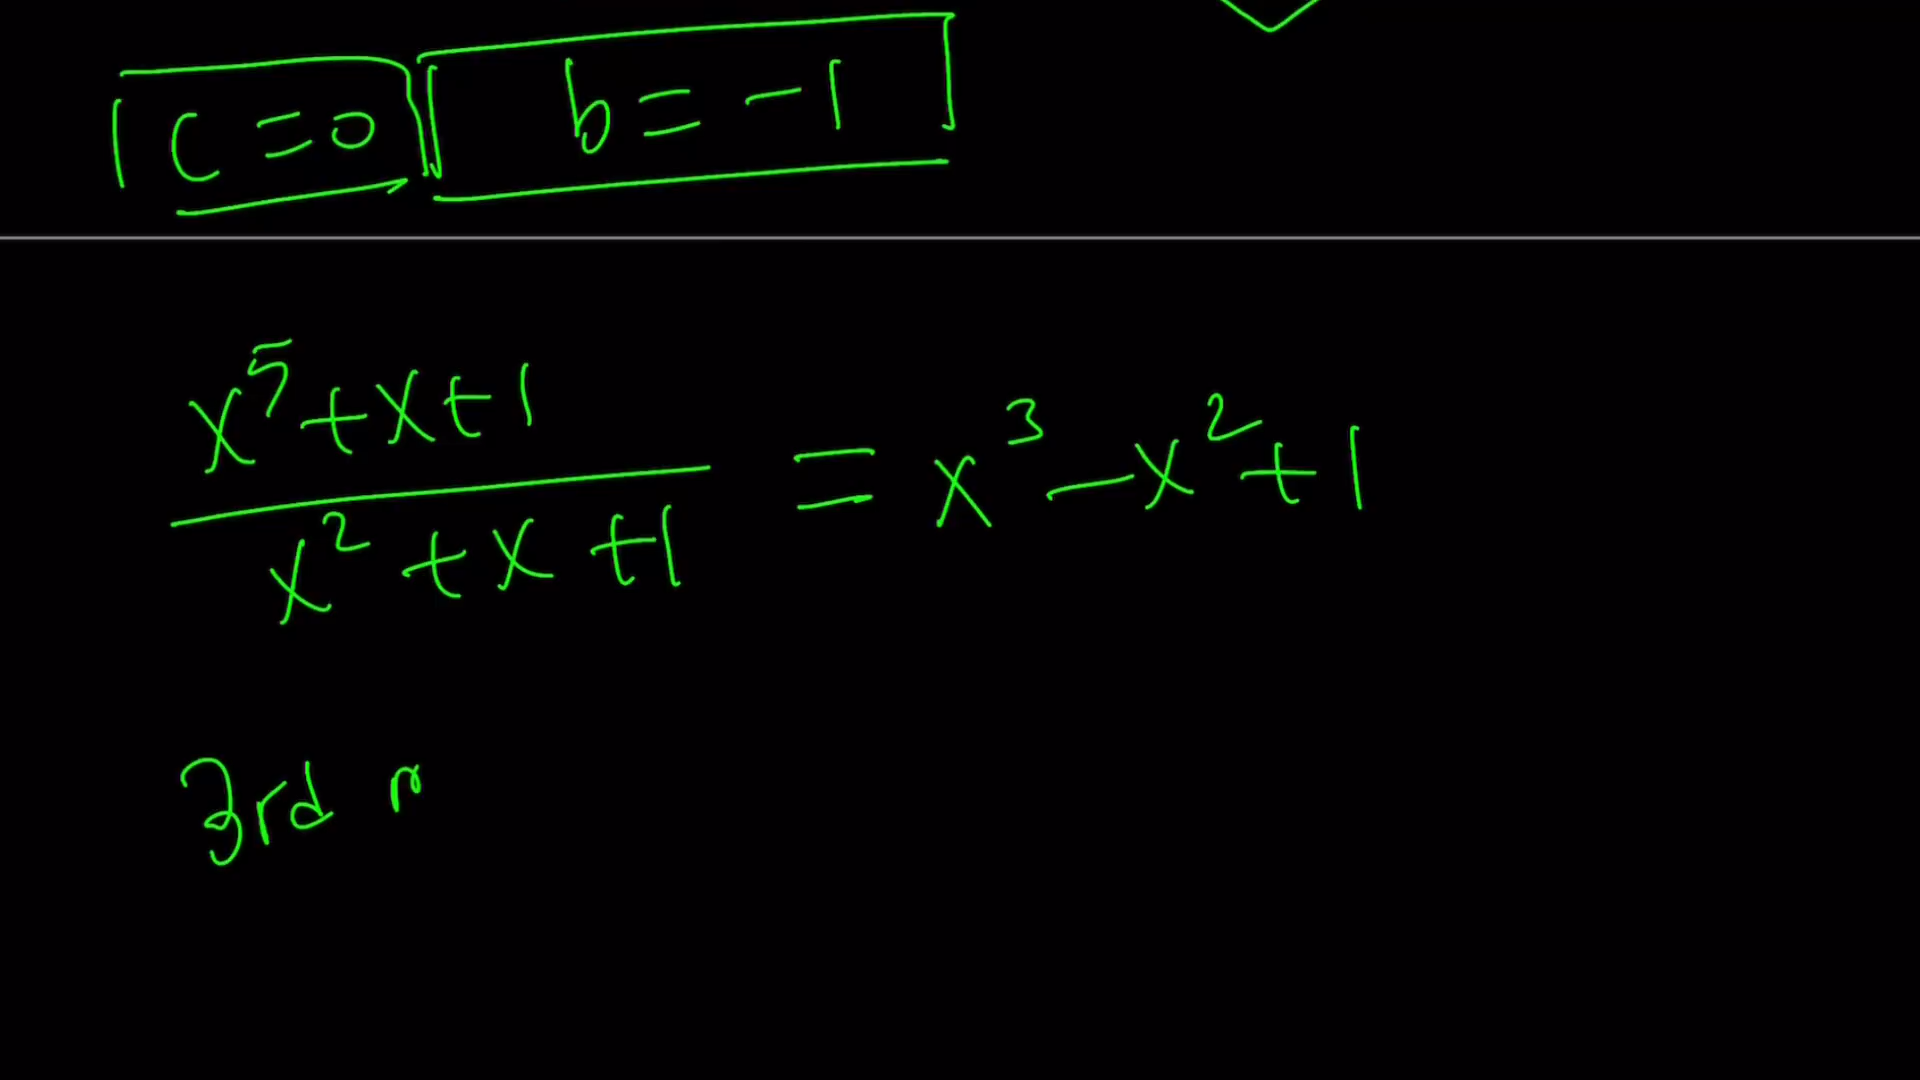 c = 0 b = -1
x^5 + x + 1
= x^3 - x^2 + 1
x^2 + x + 1
3rd